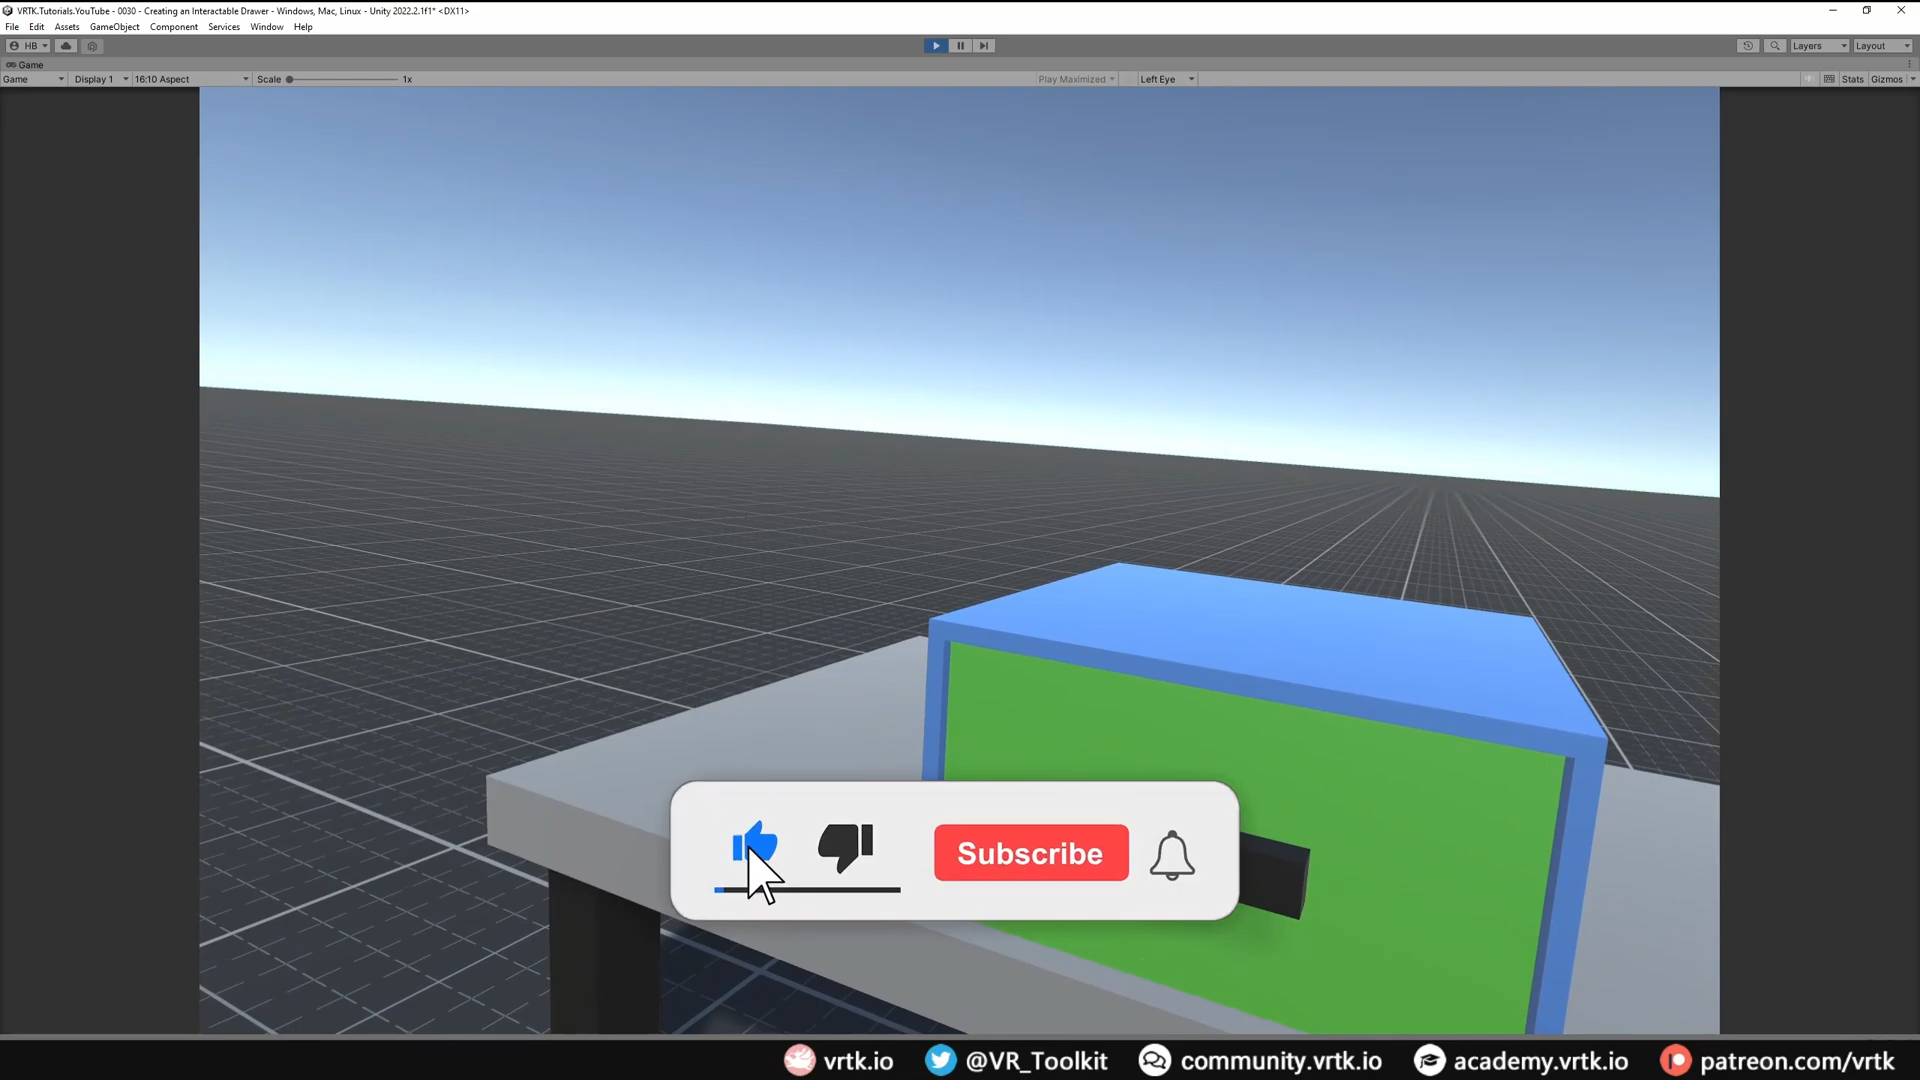 VRTK.Tutorials.YouTube - 0030 - Creating an Interactable Drawer - Windows, Mac, Linux - Unity 2022.2.1f1* <DX11>
File Edit Assets GameObject Component Services Window Help
HB Layers Layout
Game
Game Display 1 16:10 Aspect Scale 1x Play Maximized Left Eye Stats Gizmos
Subscribe
vrtk.io @VR_Toolkit community.vrtk.io academy.vrtk.io patreon.com/vrtk